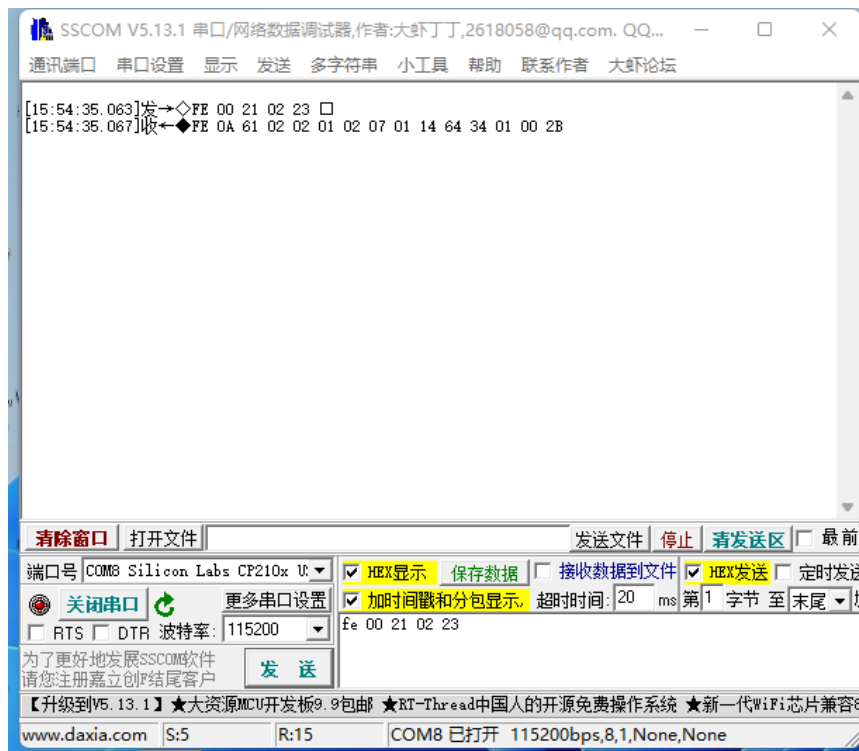 SSCOM V5.13.1 串口/网络数据调试器,作者:大虾丁丁,2618058@qq.com. QQ...
通讯端口 串口设置 显示 发送 多字符串 小工具 帮助 联系作者 大虾论坛
[15:54:35.063]发→◇FE 00 21 02 23 □
[15:54:35.067]收←◆FE 0A 61 02 02 01 02 07 01 14 64 34 01 00 2B
清除窗口 打开文件 发送文件 停止 清发送区 最前
端口号 COM8 Silicon Labs CP210x U HEX显示 保存数据 接收数据到文件 HEX发送 定时发送
关闭串口 更多串口设置 加时间戳和分包显示, 超时时间: 20 ms 第 1 字节 至 末尾
RTS DTR 波特率: 115200 fe 00 21 02 23
为了更好地发展SSCOM软件
请您注册嘉立创F结尾客户
发 送
【升级到V5.13.1】★大资源MCU开发板9.9包邮 ★RT-Thread中国人的开源免费操作系统 ★新一代WiFi芯片兼容8
www.daxia.com S:5 R:15 COM8 已打开 115200bps,8,1,None,None